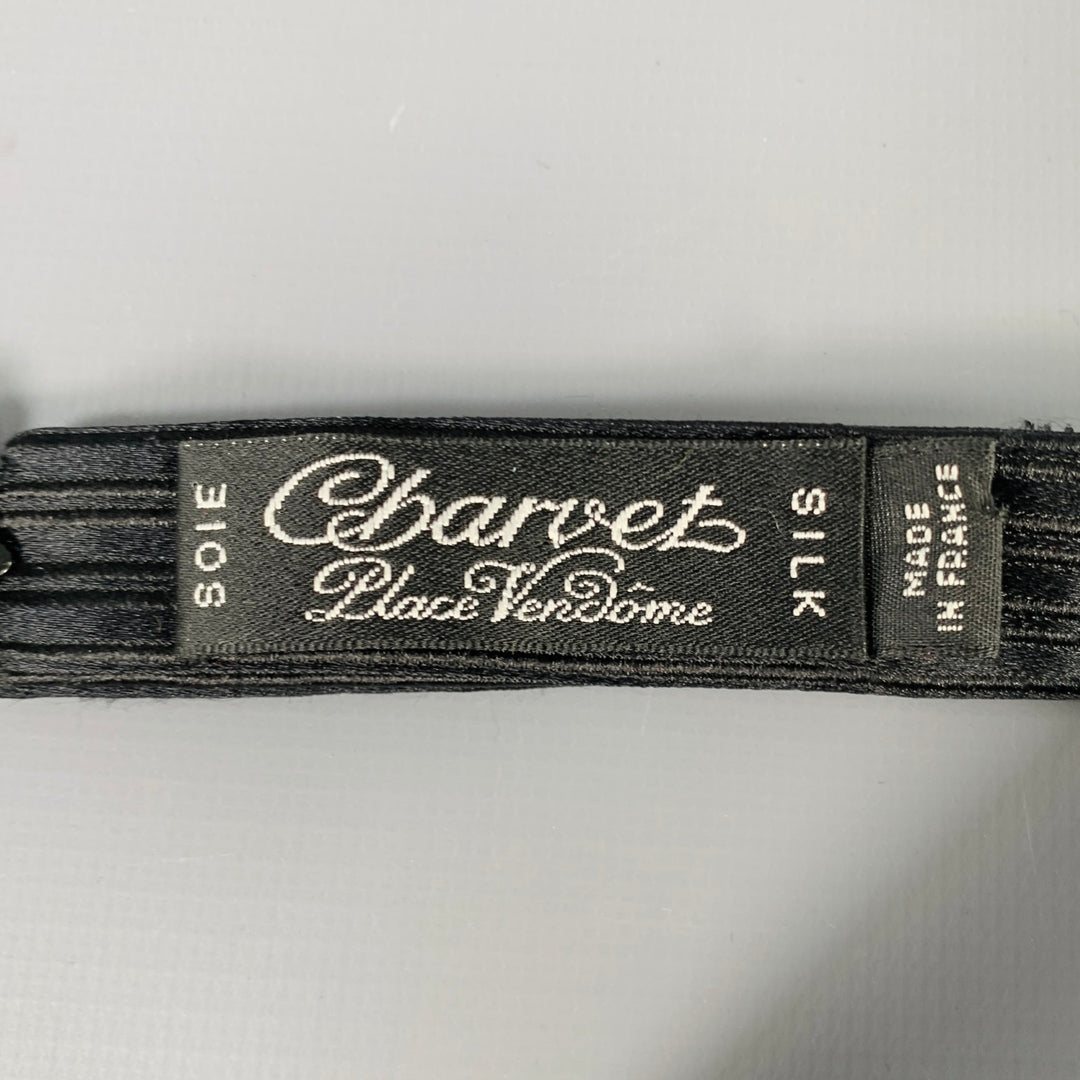 SOIE
Charvet
Place Vendôme
SILK
MADE
IN FRANCE